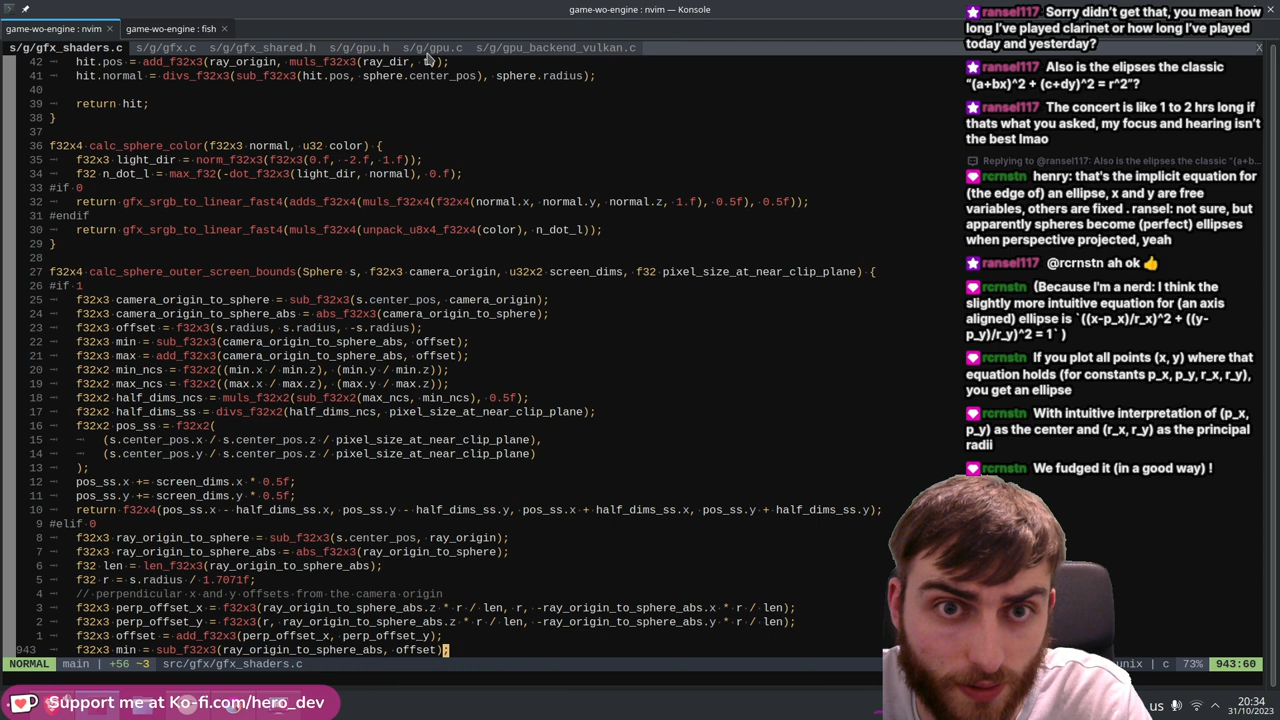 game-wo-engine : nvim — Konsole
game-wo-engine : nvim
game-wo-engine : fish
s/g/gfx_shaders.c s/g/gfx.c s/g/gfx_shared.h s/g/gpu.h s/g/gpu.c s/g/gpu_backend_vulkan.c X
42 hit.pos = add_f32x3(ray_origin, muls_f32x3(ray_dir, t));
41 hit.normal = divs_f32x3(sub_f32x3(hit.pos, sphere.center_pos), sphere.radius);
40
39 return hit;
38 }
37
36 f32x4 calc_sphere_color(f32x3 normal, u32 color) {
35 f32x3 light_dir = norm_f32x3(f32x3(0.f, -2.f, 1.f));
34 f32 n_dot_l = max_f32(-dot_f32x3(light_dir, normal), 0.f);
33 #if 0
32 return gfx_srgb_to_linear_fast4(adds_f32x4(muls_f32x4(f32x4(normal.x, normal.y, normal.z, 1.f), 0.5f), 0.5f));
31 #endif
30 return gfx_srgb_to_linear_fast4(muls_f32x4(unpack_u8x4_f32x4(color), n_dot_l));
29 }
28
27 f32x4 calc_sphere_outer_screen_bounds(Sphere s, f32x3 camera_origin, u32x2 screen_dims, f32 pixel_size_at_near_clip_plane) {
26 #if 1
25 f32x3 camera_origin_to_sphere = sub_f32x3(s.center_pos, camera_origin);
24 f32x3 camera_origin_to_sphere_abs = abs_f32x3(camera_origin_to_sphere);
23 f32x3 offset = f32x3(s.radius, s.radius, -s.radius);
22 f32x3 min = sub_f32x3(camera_origin_to_sphere_abs, offset);
21 f32x3 max = add_f32x3(camera_origin_to_sphere_abs, offset);
20 f32x2 min_ncs = f32x2((min.x / min.z), (min.y / min.z));
19 f32x2 max_ncs = f32x2((max.x / max.z), (max.y / max.z));
18 f32x2 half_dims_ncs = muls_f32x2(sub_f32x2(max_ncs, min_ncs), 0.5f);
17 f32x2 half_dims_ss = divs_f32x2(half_dims_ncs, pixel_size_at_near_clip_plane);
16 f32x2 pos_ss = f32x2(
15 (s.center_pos.x / s.center_pos.z / pixel_size_at_near_clip_plane),
14 (s.center_pos.y / s.center_pos.z / pixel_size_at_near_clip_plane)
13 );
12 pos_ss.x += screen_dims.x * 0.5f;
11 pos_ss.y += screen_dims.y * 0.5f;
10 return f32x4(pos_ss.x - half_dims_ss.x, pos_ss.y - half_dims_ss.y, pos_ss.x + half_dims_ss.x, pos_ss.y + half_dims_ss.y);
9 #elif 0
8 f32x3 ray_origin_to_sphere = sub_f32x3(s.center_pos, ray_origin);
7 f32x3 ray_origin_to_sphere_abs = abs_f32x3(ray_origin_to_sphere);
6 f32 len = len_f32x3(ray_origin_to_sphere_abs);
5 f32 r = s.radius / 1.7071f;
4 // perpendicular x and y offsets from the camera origin
3 f32x3 perp_offset_x = f32x3(ray_origin_to_sphere_abs.z * r / len, r, -ray_origin_to_sphere_abs.x * r / len);
2 f32x3 perp_offset_y = f32x3(r, ray_origin_to_sphere_abs.z * r / len, -ray_origin_to_sphere_abs.y * r / len);
1 f32x3 offset = add_f32x3(perp_offset_x, perp_offset_y);
943 f32x3 min = sub_f32x3(ray_origin_to_sphere_abs, offset);
NORMAL main | +56 ~3 src/gfx/gfx_shaders.c unix | c 73% 943:60
Support me at Ko-fi.com/hero_dev
us
20:34
31/10/2023
ransel117 Sorry didn't get that, you mean how
long I've played clarinet or how long I've played
today and yesterday?
ransel117 Also is the elipses the classic
"(a+bx)^2 + (c+dy)^2 = r^2"?
ransel117 The concert is like 1 to 2 hrs long if
thats what you asked, my focus and hearing isn't
the best lmao
Replying to @ransel117: Also is the elipses the classic "(a+b...
rcrnstn henry: that's the implicit equation for
(the edge of) an ellipse, x and y are free
variables, others are fixed . ransel: not sure, but
apparently spheres become (perfect) ellipses
when perspective projected, yeah
ransel117 @rcrnstn ah ok 👍
rcrnstn (Because I'm a nerd: I think the
slightly more intuitive equation for (an axis
aligned) ellipse is `((x-p_x)/r_x)^2 + ((y-
p_y)/r_y)^2 = 1` )
rcrnstn If you plot all points (x, y) where that
equation holds (for constants p_x, p_y, r_x, r_y),
you get an ellipse
rcrnstn With intuitive interpretation of (p_x,
p_y) as the center and (r_x, r_y) as the principal
radii
rcrnstn We fudged it (in a good way) !